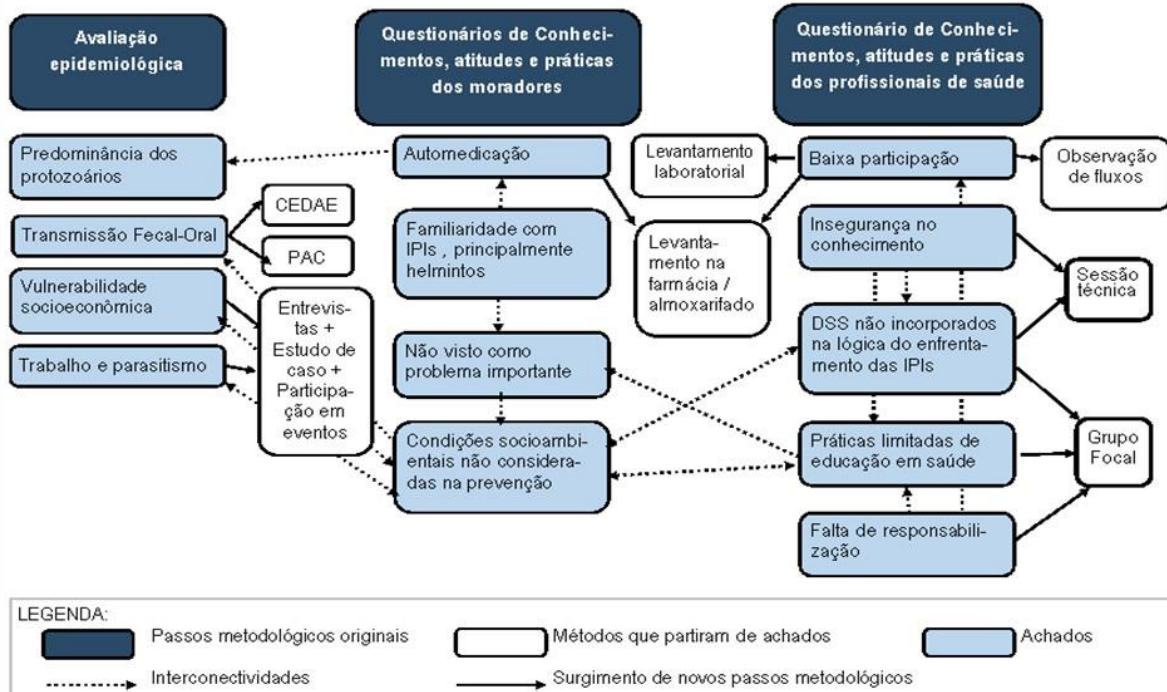 Avaliação
epidemiológica
Questionários de Conheci-
mentos, atitudes e práticas
dos moradores
Questionário de Conheci-
mentos, atitudes e práticas
dos profissionais de saúde
Predominância dos
protozoários
Transmissão Fecal-Oral
Vulnerabilidade
socioeconômica
Trabalho e parasitismo
CEDAE
PAC
Entrevis-
tas +
Estudo de
caso +
Participa-
ção em
eventos
Automedicação
Familiaridade com
IPIs , principalmente
helmintos
Não visto como
problema importante
Condições socioambi-
entais não considera-
das na prevenção
Levantamento
laboratorial
Levanta-
mento na
farmácia /
almoxarifado
Baixa participação
Insegurança no
conhecimento
DSS não incorporados
na lógica do enfrenta-
mento das IPIs
Práticas limitadas de
educação em saúde
Falta de responsabili-
zação
Observação
de fluxos
Sessão
técnica
Grupo
Focal
LEGENDA:
Passos metodológicos originais
Métodos que partiram de achados
Achados
Interconectividades
Surgimento de novos passos metodológicos